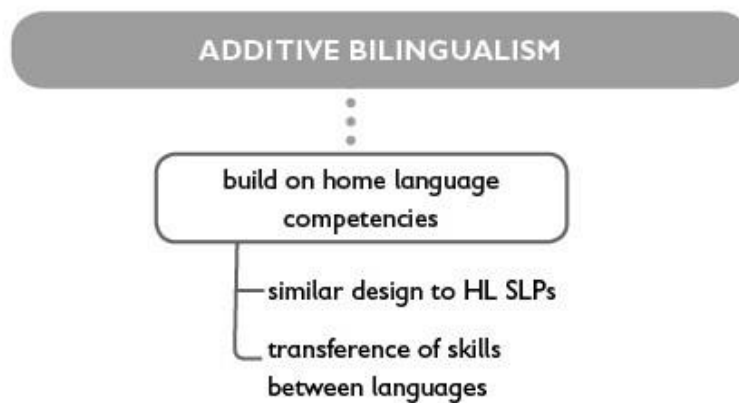 ADDITIVE BILINGUALISM
build on home language
competencies
similar design to HL SLPs
transference of skills
between languages